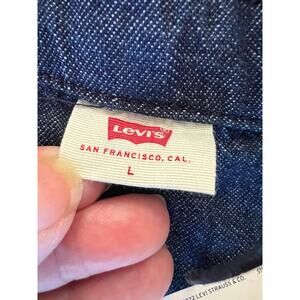 Levi's®
SAN FRANCISCO, CAL.
L
LEVI STRAUSS & CO.